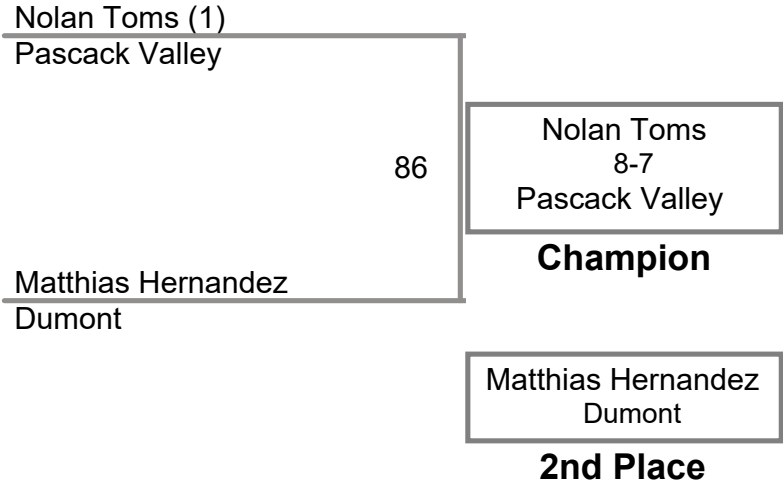 Nolan Toms (1)
Pascack Valley
86
Matthias Hernandez
Dumont
Nolan Toms
8-7
Pascack Valley
Champion
Matthias Hernandez
Dumont
2nd Place